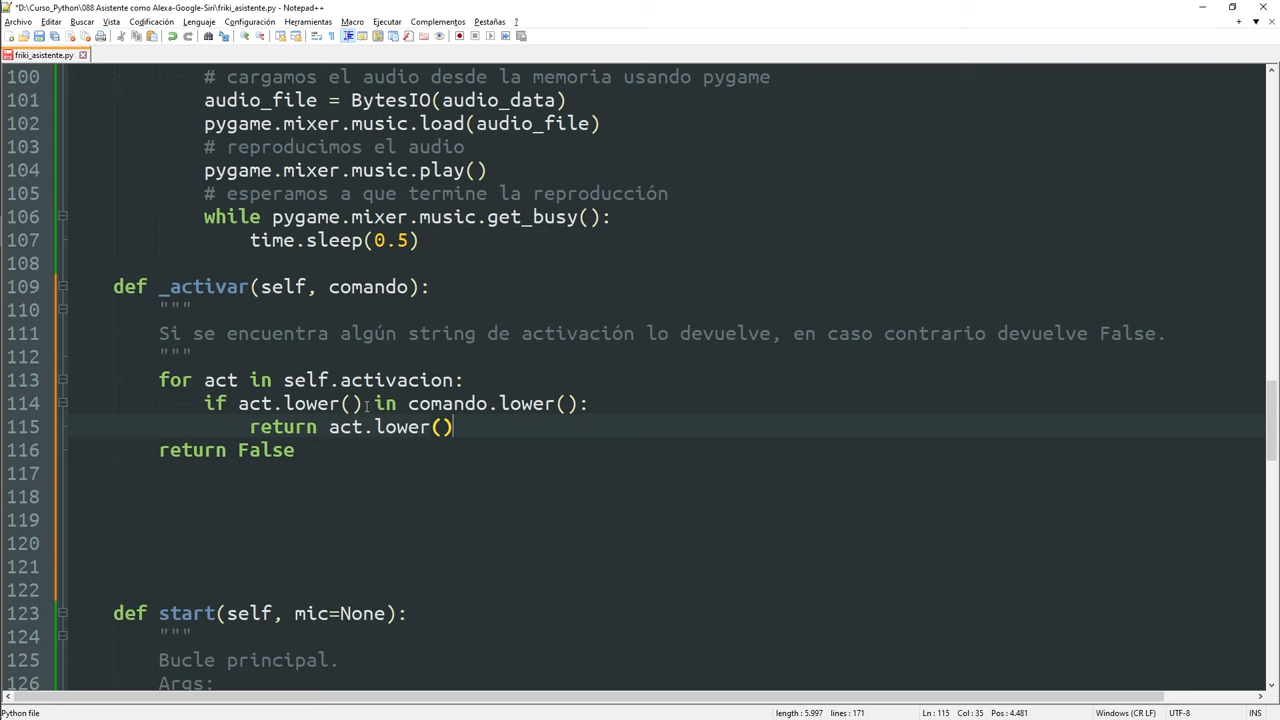 *D:\Curso_Python\088 Asistente como Alexa-Google-Siri\friki_asistente.py - Notepad++
Archivo Editar Buscar Vista Codificación Lenguaje Configuración Herramientas Macro Ejecutar Complementos Pestañas ?
friki_asistente.py
100 # cargamos el audio desde la memoria usando pygame
101 audio_file = BytesIO(audio_data)
102 pygame.mixer.music.load(audio_file)
103 # reproducimos el audio
104 pygame.mixer.music.play()
105 # esperamos a que termine la reproducción
106 while pygame.mixer.music.get_busy():
107 time.sleep(0.5)
108
109 def _activar(self, comando):
110 """
111 Si se encuentra algún string de activación lo devuelve, en caso contrario devuelve False.
112 """
113 for act in self.activacion:
114 if act.lower() in comando.lower():
115 return act.lower()
116 return False
117
118
119
120
121
122
123 def start(self, mic=None):
124 """
125 Bucle principal.
126 Args:
Python file length : 5.997 lines : 171 Ln : 115 Col : 35 Pos : 4.481 Windows (CR LF) UTF-8 INS